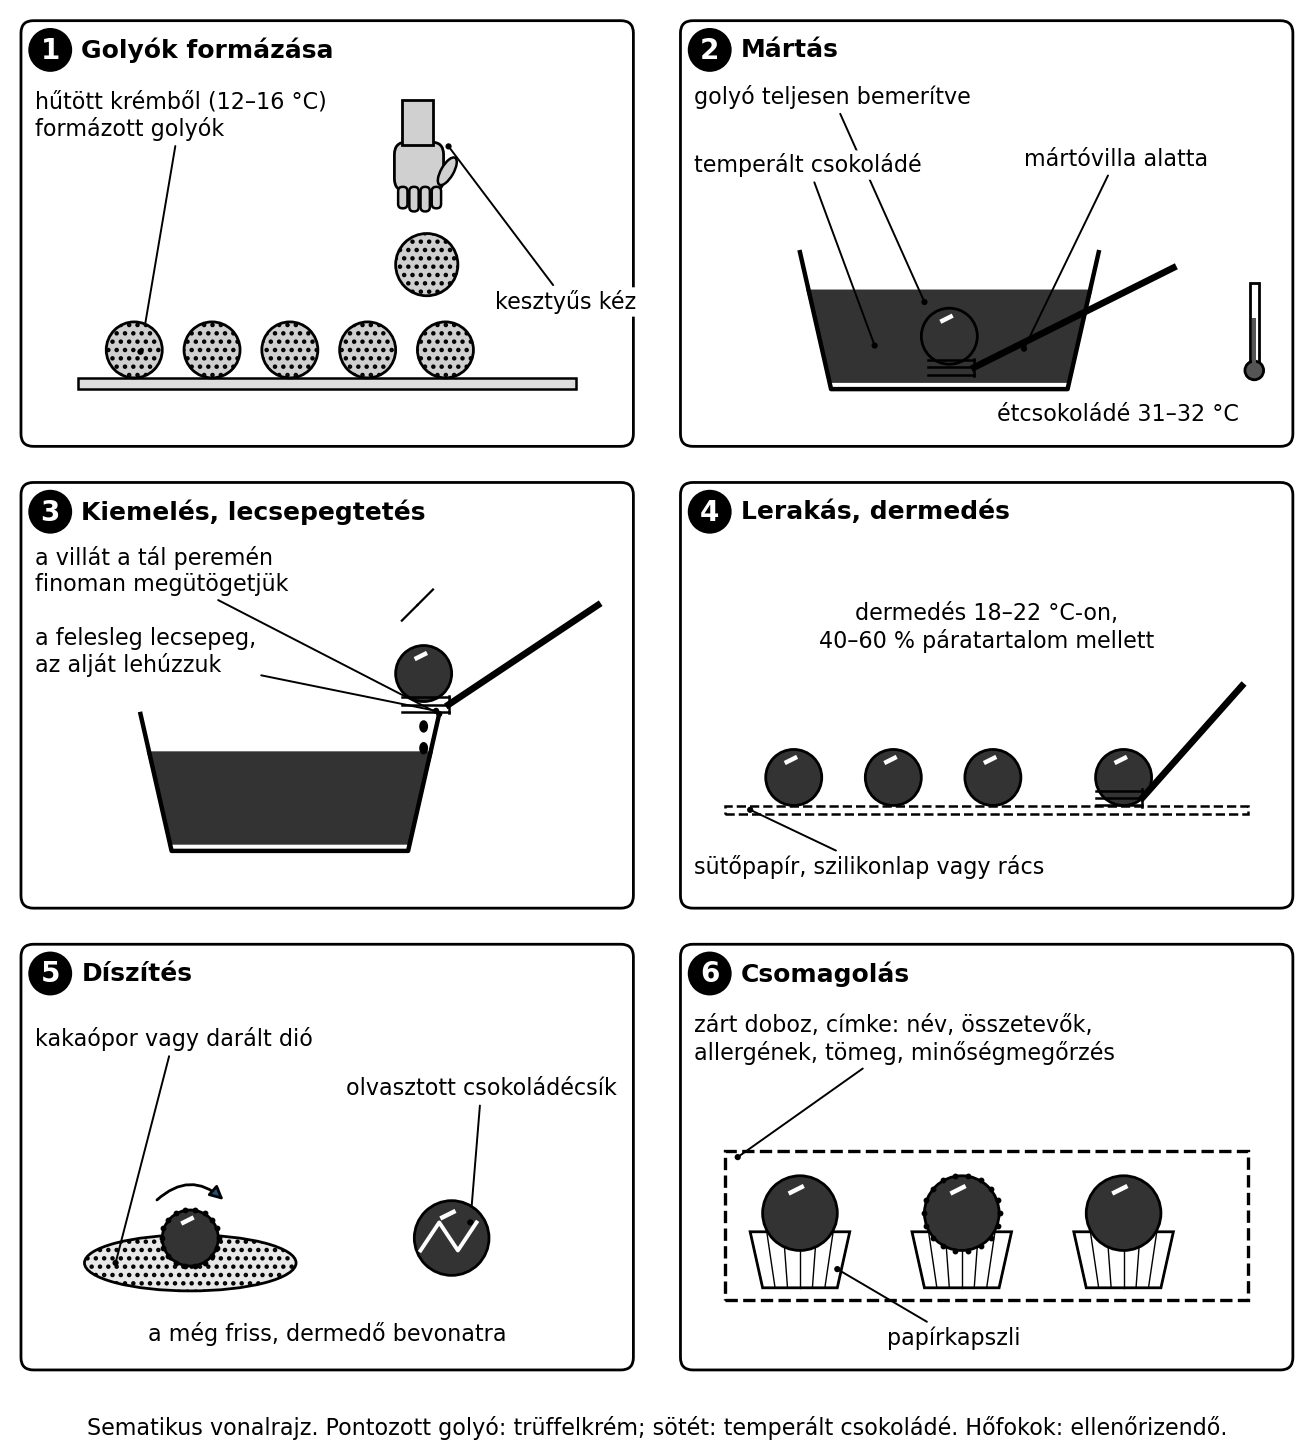 1 Golyók formázása
hűtött krémből (12–16 °C)
formázott golyók
kesztyűs kéz
2 Mártás
golyó teljesen bemerítve
temperált csokoládé
mártóvilla alatta
étcsokoládé 31–32 °C
3 Kiemelés, lecsepegtetés
a villát a tál peremén
finoman megütögetjük
a felesleg lecsepeg,
az alját lehúzzuk
4 Lerakás, dermedés
dermedés 18–22 °C-on,
40–60 % páratartalom mellett
sütőpapír, szilikonlap vagy rács
5 Díszítés
kakaópor vagy darált dió
olvasztott csokoládécsík
a még friss, dermedő bevonatra
6 Csomagolás
zárt doboz, címke: név, összetevők,
allergének, tömeg, minőségmegőrzés
papírkapszli
Sematikus vonalrajz. Pontozott golyó: trüffelkrém; sötét: temperált csokoládé. Hőfokok: ellenőrizendő.